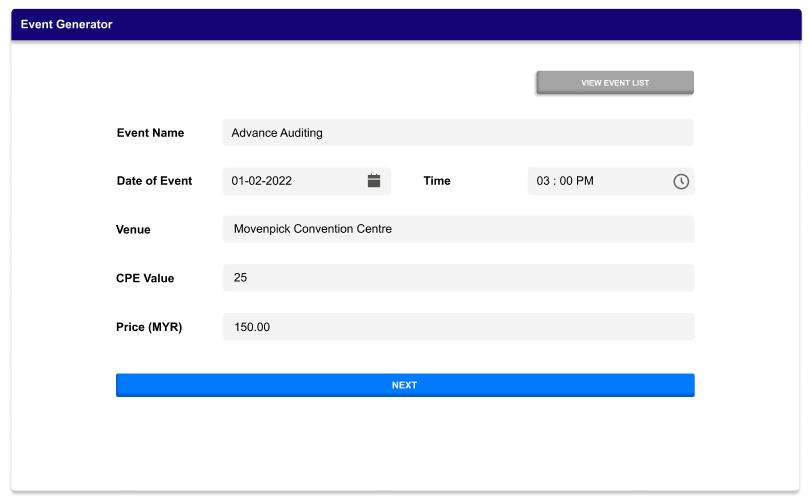 Event Generator
VIEW EVENT LIST
Event Name Advance Auditing
Date of Event 01-02-2022 Time 03 : 00 PM
Venue Movenpick Convention Centre
CPE Value 25
Price (MYR) 150.00
NEXT